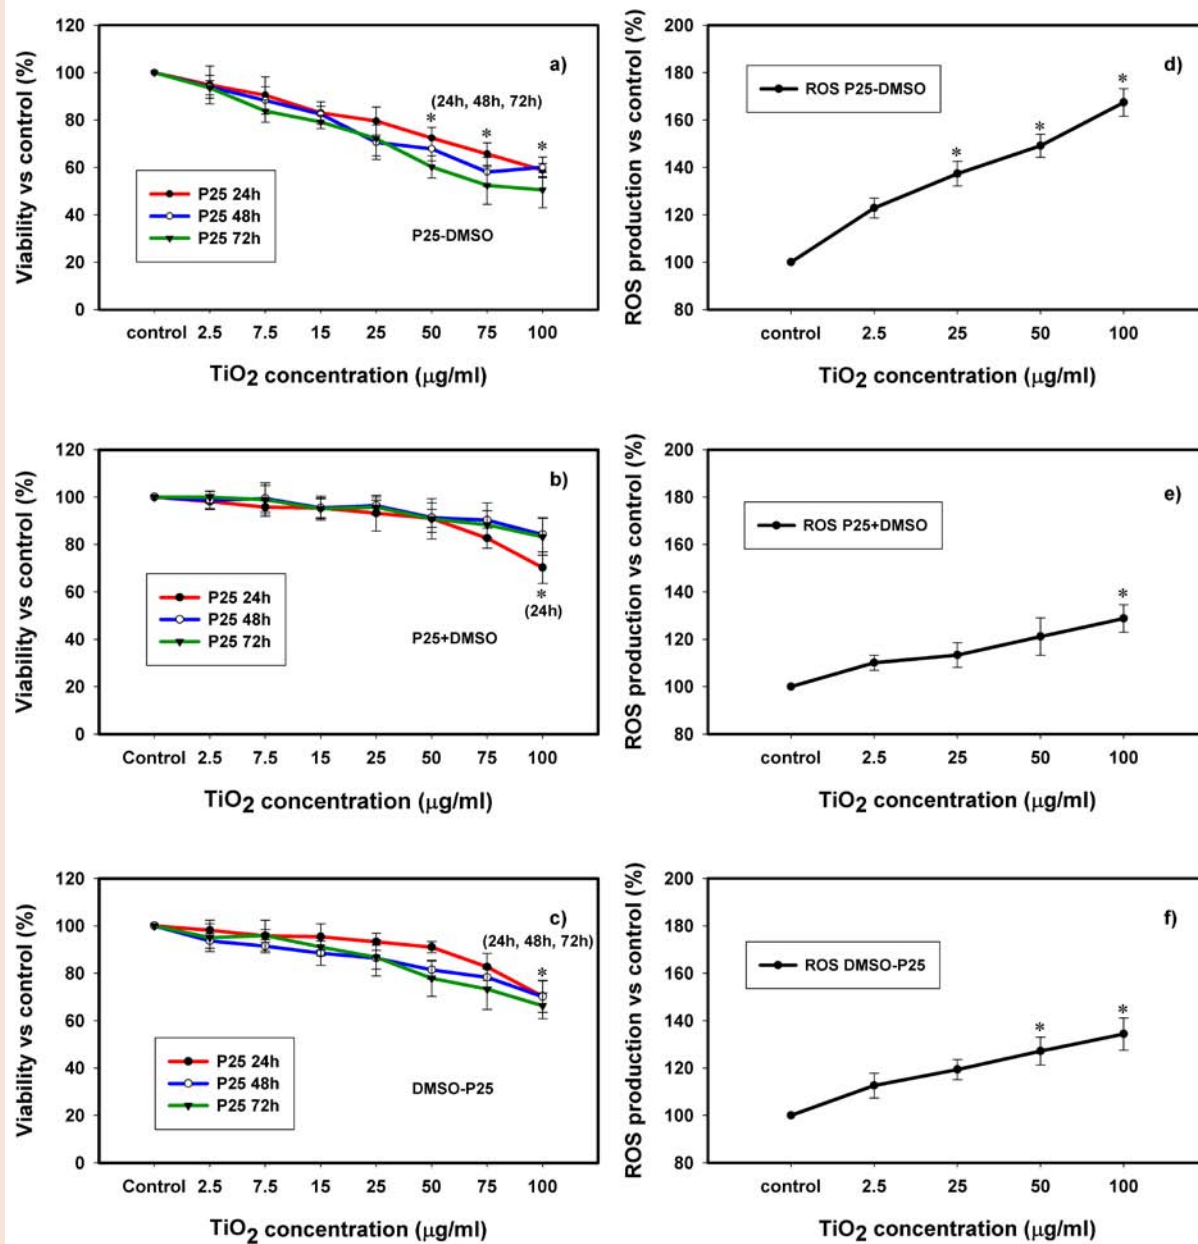 120
100
80
60
40
20
0
Viability vs control (%)
a)
(24h, 48h, 72h)
* * *
P25 24h
P25 48h
P25 72h
P25-DMSO
control 2.5 7.5 15 25 50 75 100
TiO2 concentration (μg/ml)
200
180
160
140
120
100
80
ROS production vs control (%)
d)
ROS P25-DMSO
* * *
control 2.5 25 50 100
TiO2 concentration (μg/ml)
120
100
80
60
40
20
0
Viability vs control (%)
b)
P25 24h
P25 48h
P25 72h
*
(24h)
P25+DMSO
Control 2.5 7.5 15 25 50 75 100
TiO2 concentration (μg/ml)
200
180
160
140
120
100
80
ROS production vs control (%)
e)
ROS P25+DMSO
*
control 2.5 25 50 100
TiO2 concentration (μg/ml)
120
100
80
60
40
20
0
Viability vs control (%)
c)
(24h, 48h, 72h)
*
P25 24h
P25 48h
P25 72h
DMSO-P25
Control 2.5 7.5 15 25 50 75 100
TiO2 concentration (μg/ml)
200
180
160
140
120
100
80
ROS production vs control (%)
f)
ROS DMSO-P25
* *
control 2.5 25 50 100
TiO2 concentration (μg/ml)